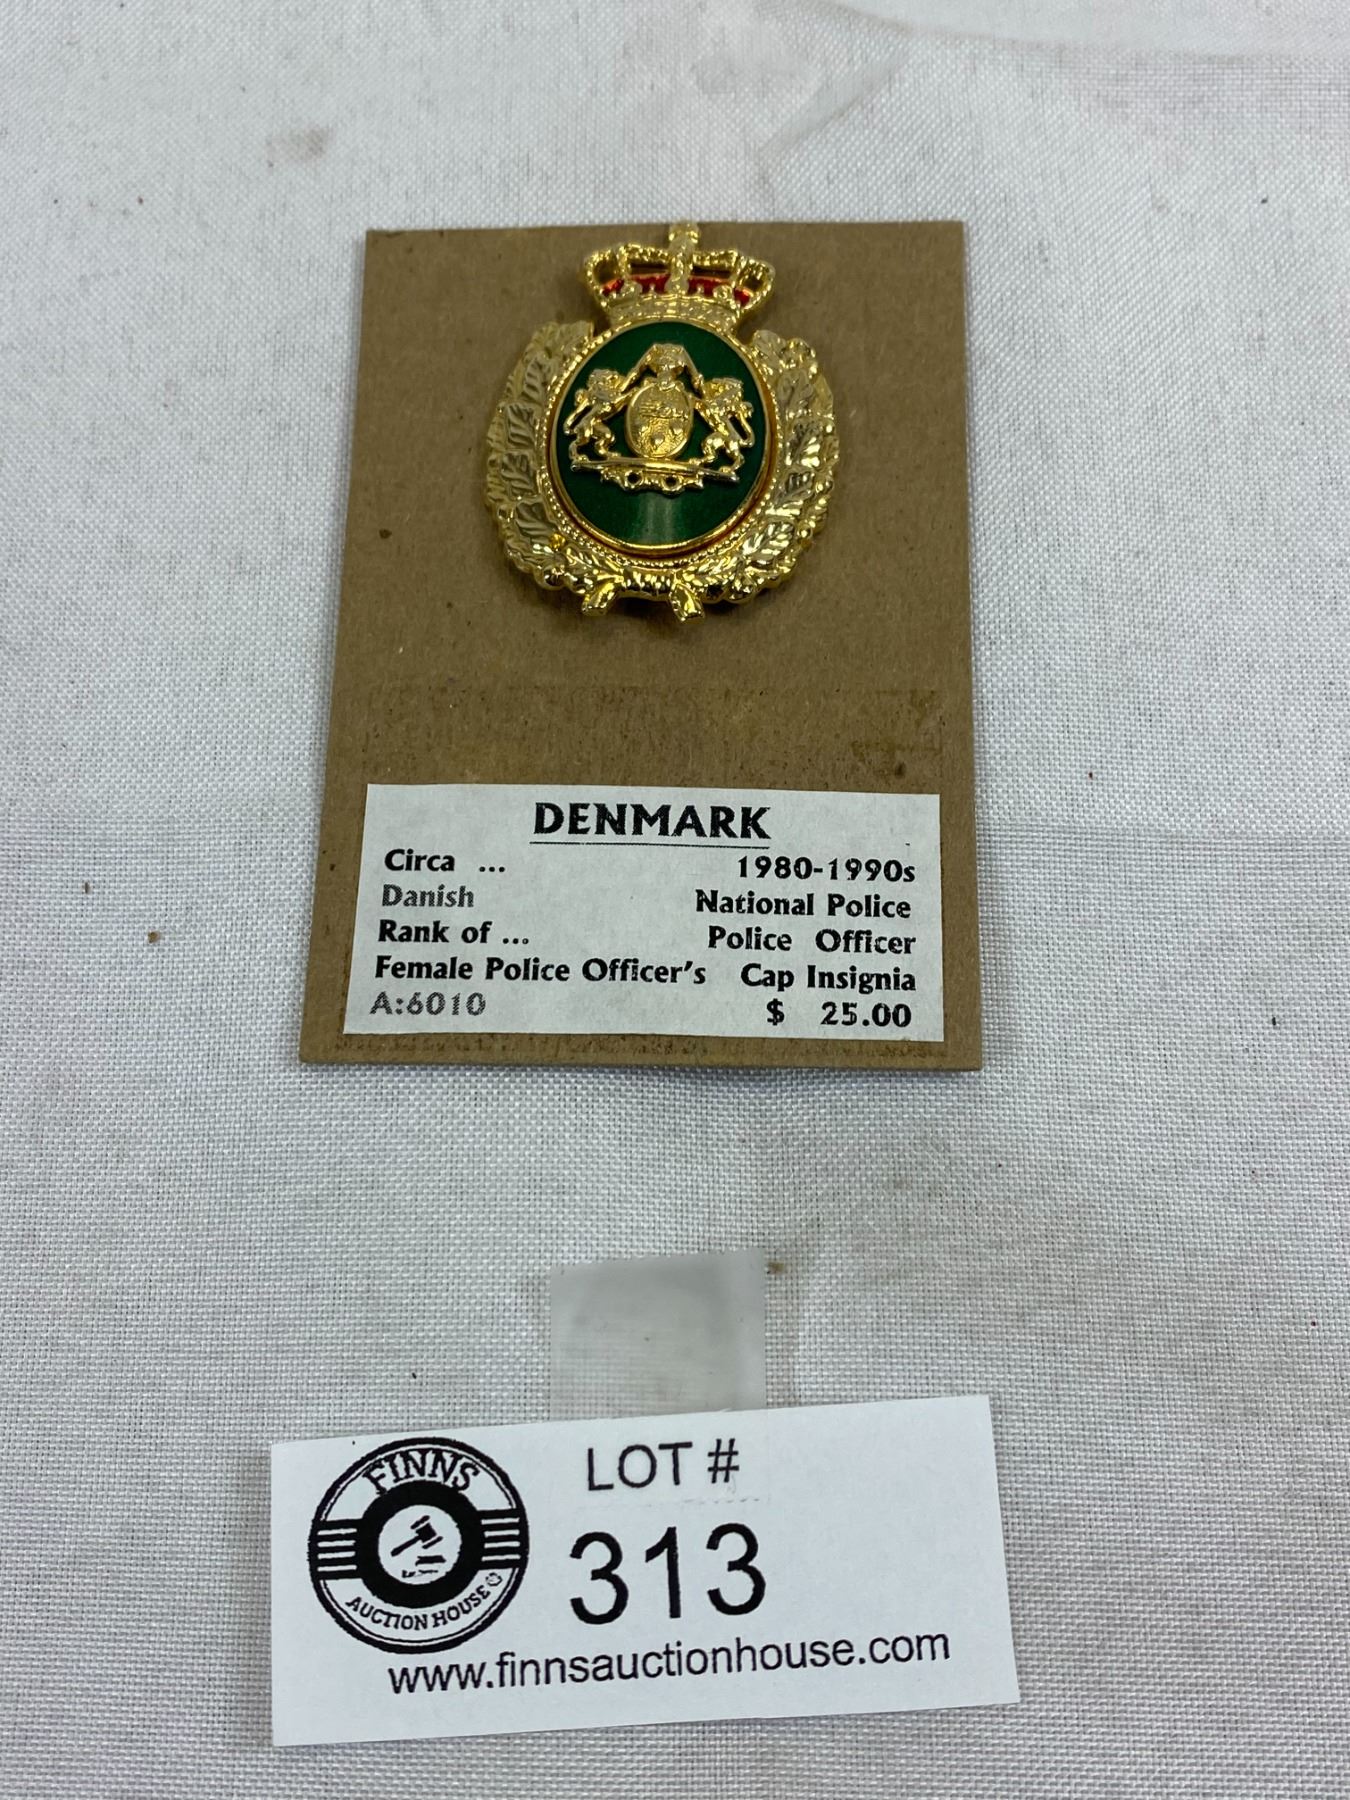 DENMARK
Circa ... 1980-1990s
Danish National Police
Rank of ... Police Officer
Female Police Officer's Cap Insignia
A:6010 $ 25.00
LOT #
313
FINNS
AUCTION HOUSE
www.finnsauctionhouse.com